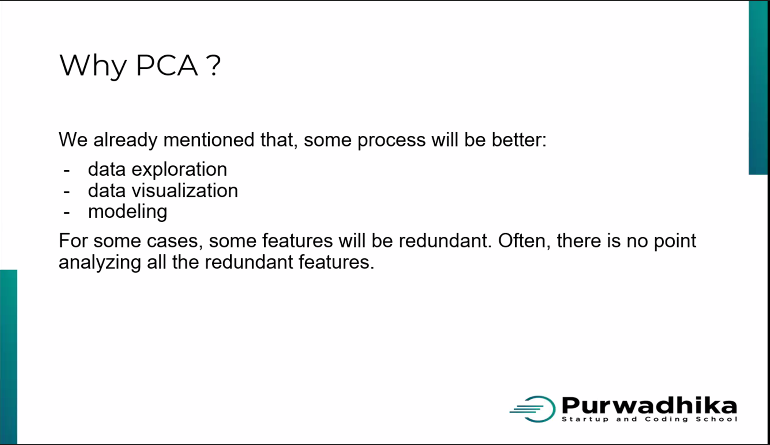 Why PCA ?
We already mentioned that, some process will be better:
- data exploration
- data visualization
- modeling
For some cases, some features will be redundant. Often, there is no point
analyzing all the redundant features.
Purwadhika
Startup and Coding School